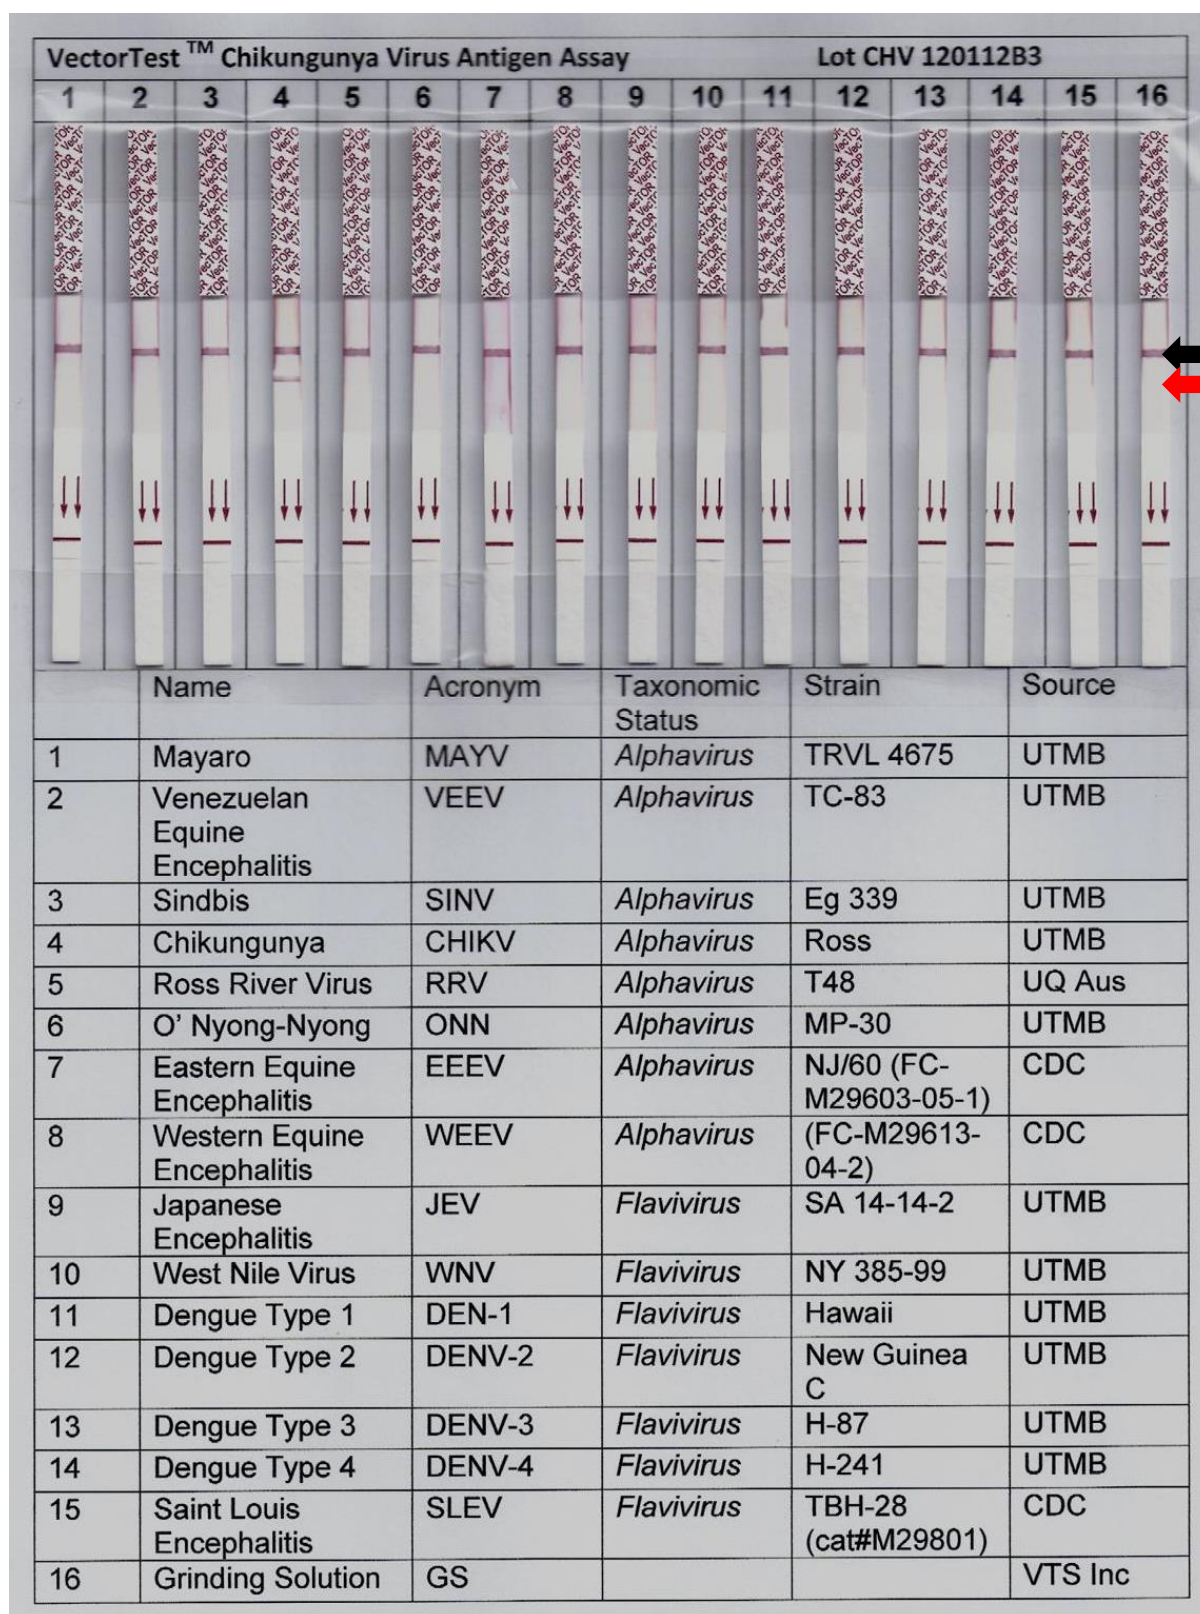 VectorTest ™ Chikungunya Virus Antigen Assay Lot CHV 120112B3
1 2 3 4 5 6 7 8 9 10 11 12 13 14 15 16
Name Acronym Taxonomic Strain Source
Status
1 Mayaro MAYV Alphavirus TRVL 4675 UTMB
2 Venezuelan VEEV Alphavirus TC-83 UTMB
Equine
Encephalitis
3 Sindbis SINV Alphavirus Eg 339 UTMB
4 Chikungunya CHIKV Alphavirus Ross UTMB
5 Ross River Virus RRV Alphavirus T48 UQ Aus
6 O' Nyong-Nyong ONN Alphavirus MP-30 UTMB
7 Eastern Equine EEEV Alphavirus NJ/60 (FC- CDC
Encephalitis M29603-05-1)
8 Western Equine WEEV Alphavirus (FC-M29613- CDC
Encephalitis 04-2)
9 Japanese JEV Flavivirus SA 14-14-2 UTMB
Encephalitis
10 West Nile Virus WNV Flavivirus NY 385-99 UTMB
11 Dengue Type 1 DEN-1 Flavivirus Hawaii UTMB
12 Dengue Type 2 DENV-2 Flavivirus New Guinea UTMB
C
13 Dengue Type 3 DENV-3 Flavivirus H-87 UTMB
14 Dengue Type 4 DENV-4 Flavivirus H-241 UTMB
15 Saint Louis SLEV Flavivirus TBH-28 CDC
Encephalitis (cat#M29801)
16 Grinding Solution GS VTS Inc